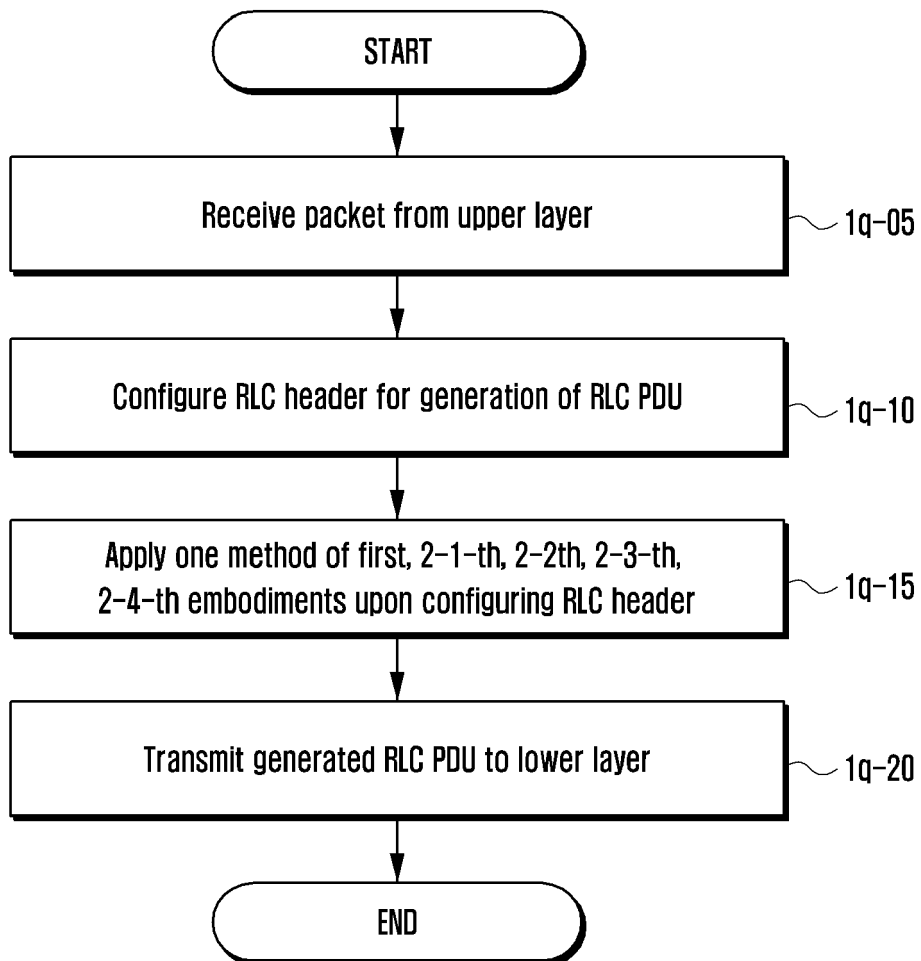 START
Receive packet from upper layer
1q-05
Configure RLC header for generation of RLC PDU
1q-10
Apply one method of first, 2-1-th, 2-2th, 2-3-th,
2-4-th embodiments upon configuring RLC header
1q-15
Transmit generated RLC PDU to lower layer
1q-20
END